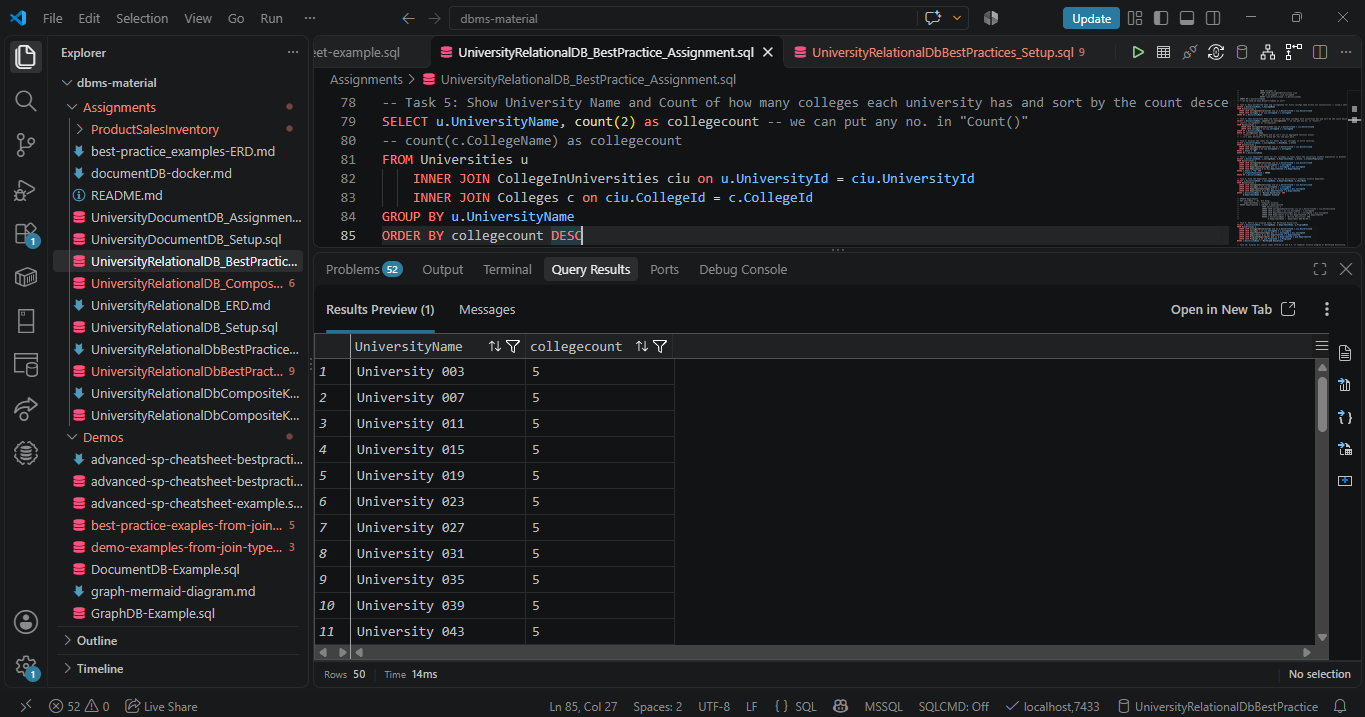 File Edit Selection View Go Run ··· dbms-material Update
Explorer ···
dbms-material
Assignments
ProductSalesInventory
best-practice_examples-ERD.md
documentDB-docker.md
README.md
UniversityDocumentDB_Assignmen...
UniversityDocumentDB_Setup.sql
UniversityRelationalDB_BestPractic...
UniversityRelationalDB_Compos... 6
UniversityRelationalDB_ERD.md
UniversityRelationalDB_Setup.sql
UniversityRelationalDbBestPractice...
UniversityRelationalDbBestPract... 9
UniversityRelationalDbCompositeK...
UniversityRelationalDbCompositeK...
Demos
advanced-sp-cheatsheet-bestpracti...
advanced-sp-cheatsheet-bestpracti...
advanced-sp-cheatsheet-example.s...
best-practice-exaples-from-join... 5
demo-examples-from-join-type... 3
DocumentDB-Example.sql
graph-mermaid-diagram.md
GraphDB-Example.sql
Outline
Timeline
1
1
eet-example.sql UniversityRelationalDB_BestPractice_Assignment.sql UniversityRelationalDbBestPractices_Setup.sql 9
Assignments > UniversityRelationalDB_BestPractice_Assignment.sql
78 -- Task 5: Show University Name and Count of how many colleges each university has and sort by the count desce
79 SELECT u.UniversityName, count(2) as collegecount -- we can put any no. in "Count()"
80 -- count(c.CollegeName) as collegecount
81 FROM Universities u
82 INNER JOIN CollegeInUniversities ciu on u.UniversityId = ciu.UniversityId
83 INNER JOIN Colleges c on ciu.CollegeId = c.CollegeId
84 GROUP BY u.UniversityName
85 ORDER BY collegecount DESC
Problems 52 Output Terminal Query Results Ports Debug Console
Results Preview (1) Messages Open in New Tab
UniversityName collegecount
1 University 003 5
2 University 007 5
3 University 011 5
4 University 015 5
5 University 019 5
6 University 023 5
7 University 027 5
8 University 031 5
9 University 035 5
10 University 039 5
11 University 043 5
Rows 50 Time 14ms No selection
52 0 Live Share Ln 85, Col 27 Spaces: 2 UTF-8 LF { } SQL MSSQL SQLCMD: Off localhost,7433 UniversityRelationalDbBestPractice